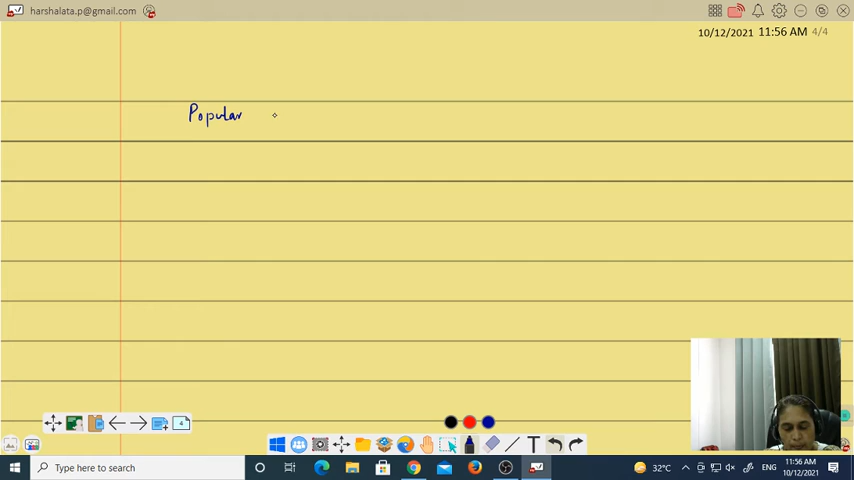 harshalata.p@gmail.com
10/12/2021 11:56 AM 4/4
Popular
4
T
Type here to search
32°C
ENG
11:56 AM
10/12/2021